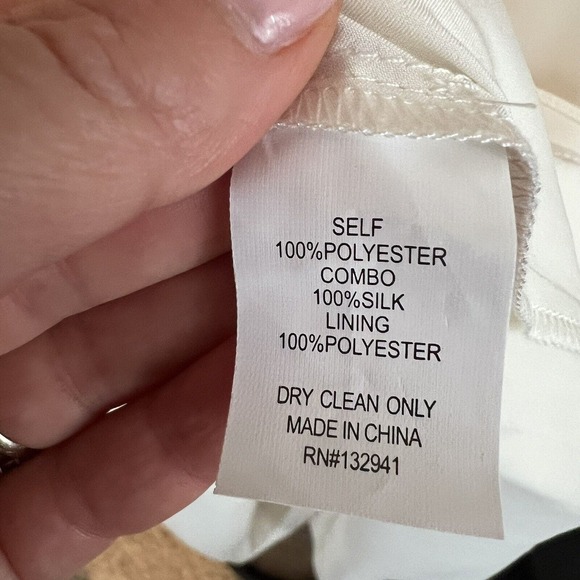 SELF
100%POLYESTER
COMBO
100%SILK
LINING
100%POLYESTER
DRY CLEAN ONLY
MADE IN CHINA
RN#132941